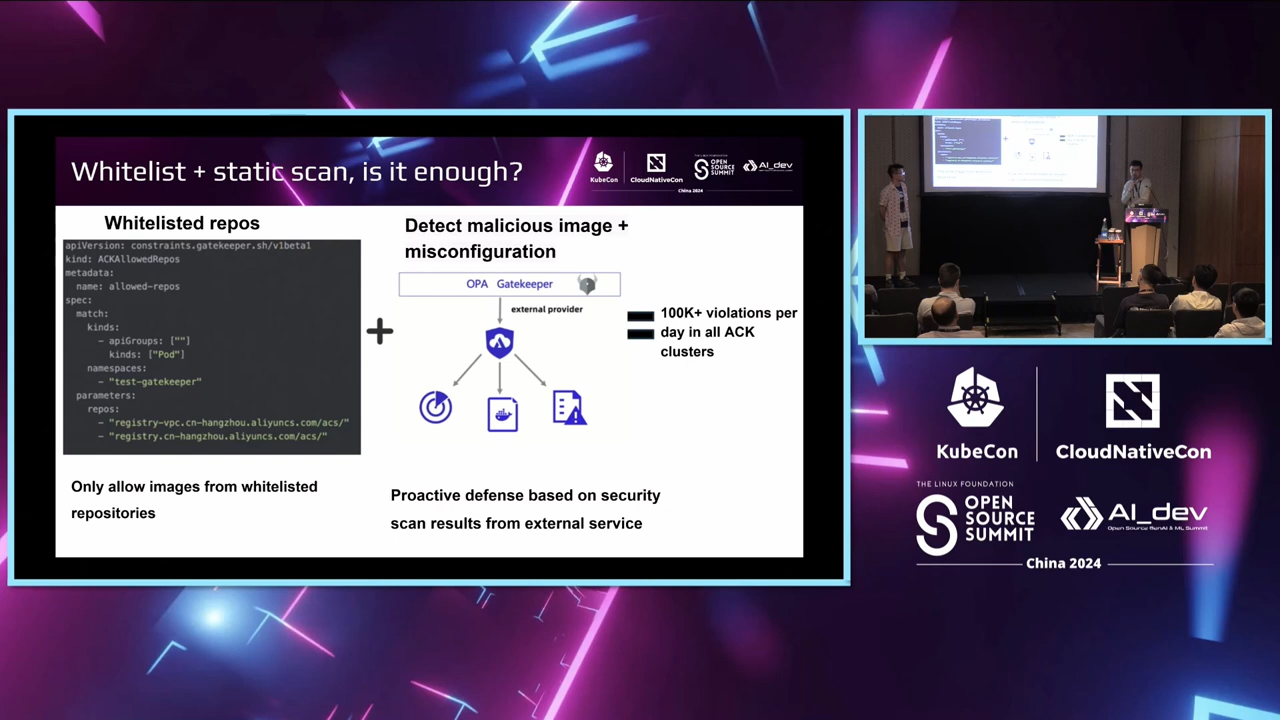 Whitelist + static scan, is it enough?
KubeCon
CloudNativeCon
THE LINUX FOUNDATION
OPEN
SOURCE
SUMMIT
AI_dev
China 2024
Whitelisted repos
apiVersion: constraints.gatekeeper.sh/v1beta1
kind: ACKAllowedRepos
metadata:
name: allowed-repos
spec:
match:
kinds:
- apiGroups: [""]
kinds: ["Pod"]
namespaces:
- "test-gatekeeper"
parameters:
repos:
- "registry-vpc.cn-hangzhou.aliyuncs.com/acs/"
- "registry.cn-hangzhou.aliyuncs.com/acs/"
Only allow images from whitelisted
repositories
Detect malicious image +
misconfiguration
OPA Gatekeeper
external provider
100K+ violations per
day in all ACK
clusters
Proactive defense based on security
scan results from external service
KubeCon
CloudNativeCon
THE LINUX FOUNDATION
OPEN
SOURCE
SUMMIT
AI_dev
Open Source GenAI & ML Summit
China 2024